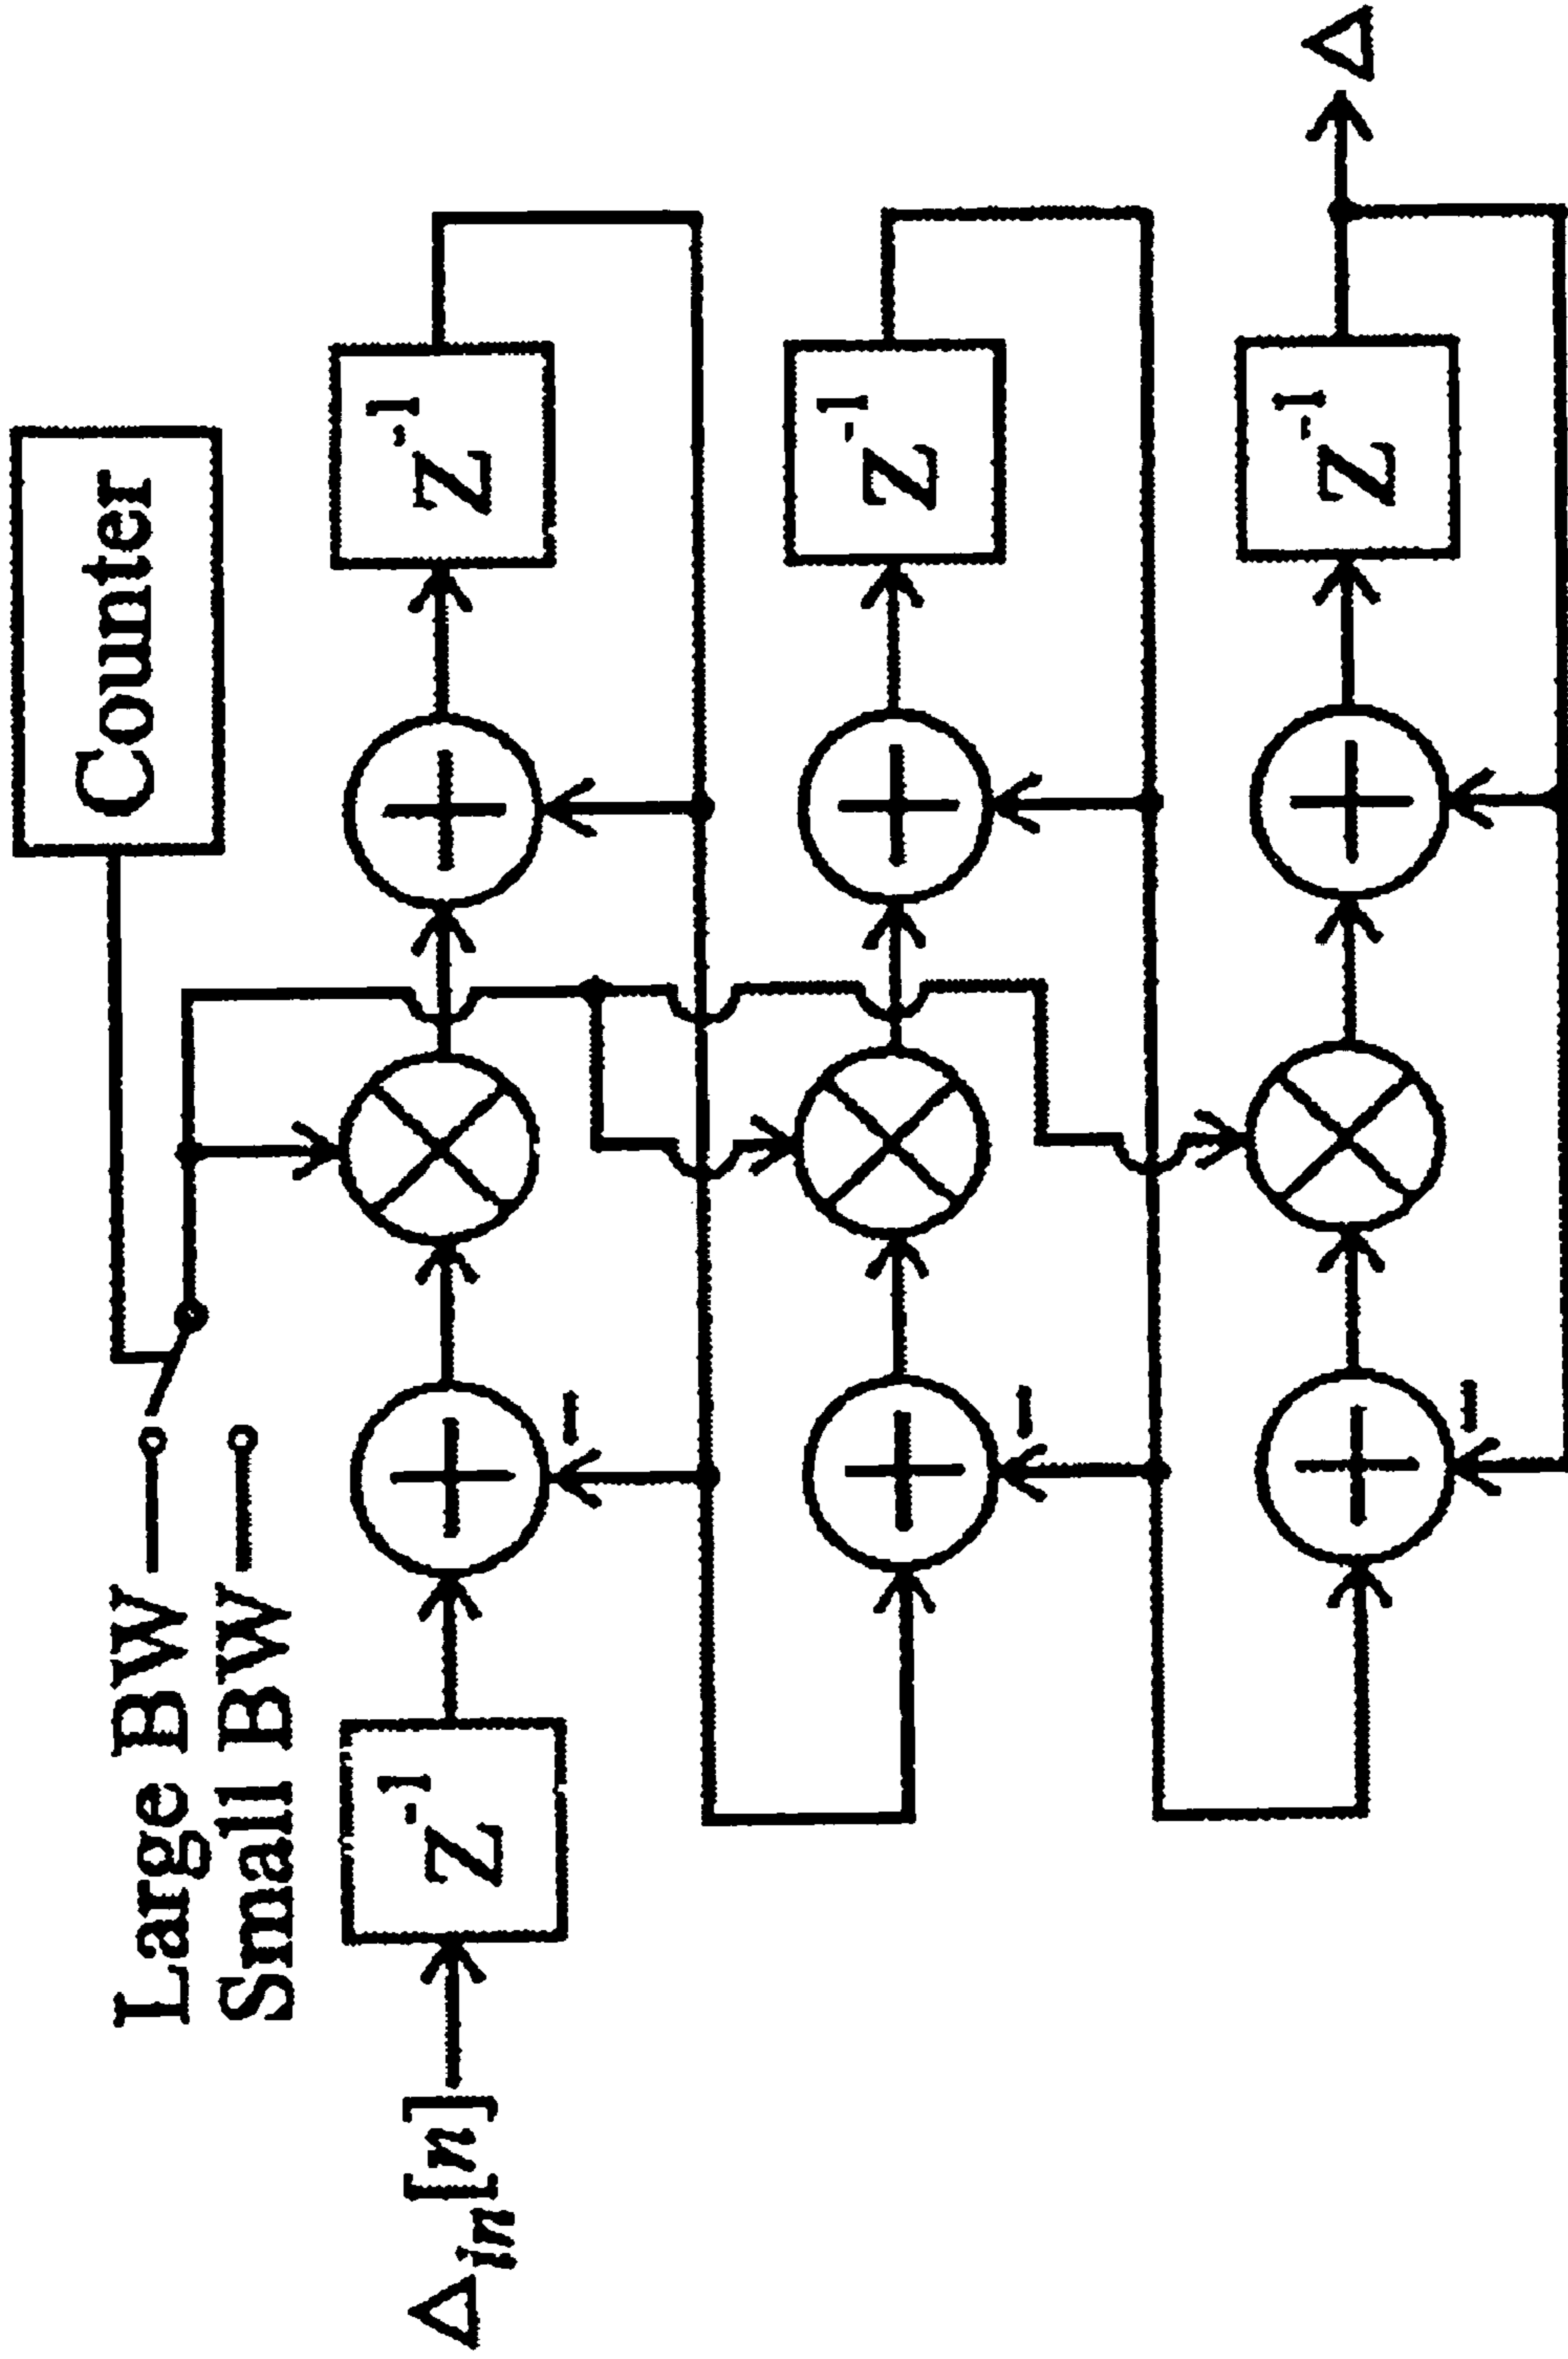 Counter
Large BW
Small BW
Δin[n]
z-1
+
-
+
z-1
+
-
+
z-1
+
-
+
z-1
Δ